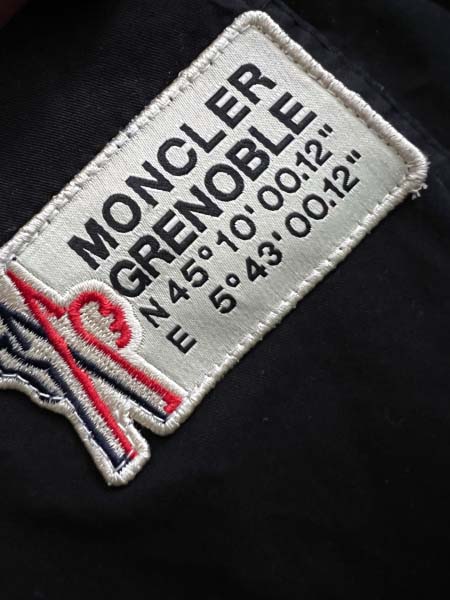 MONCLER
GRENOBLE
N 45° 10' 00.12"
E 5° 43' 00.12"